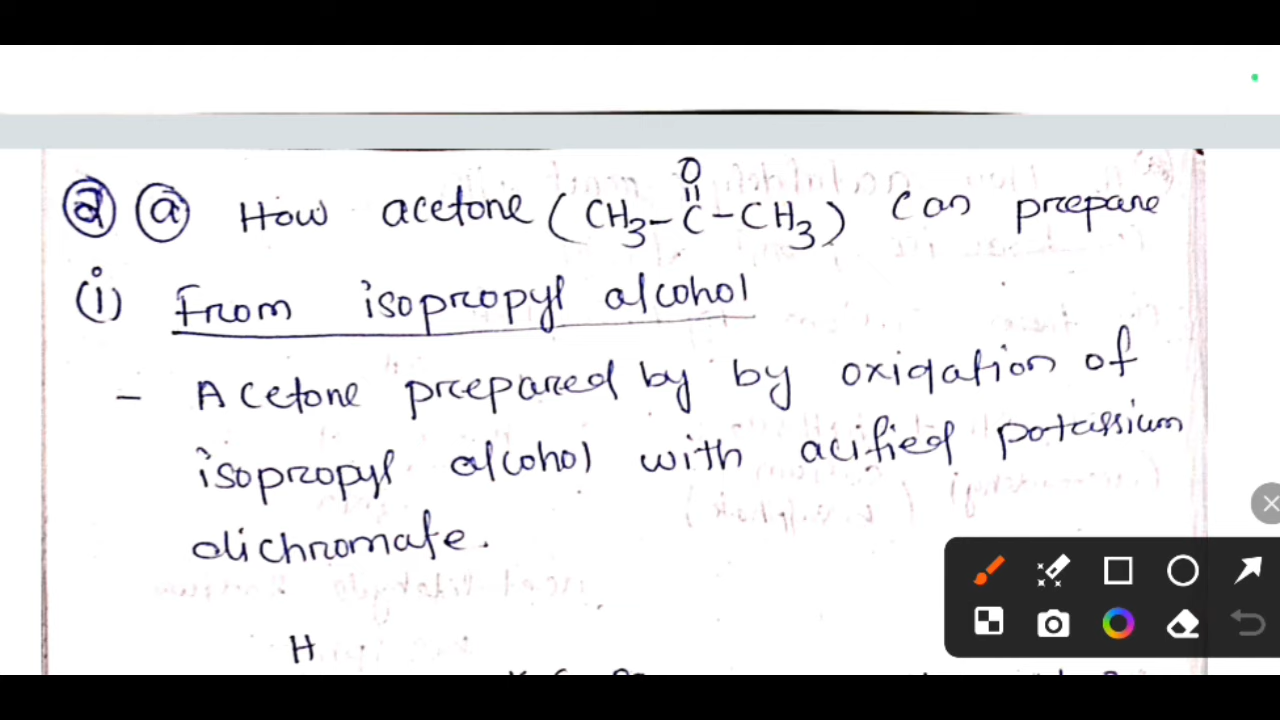 2 a How acetone (CH3-C-CH3) can prepare
O
(i) From isopropyl alcohol
- Acetone prepared by by oxidation of
isopropyl alcohol with acified potassium
dichromate.
H